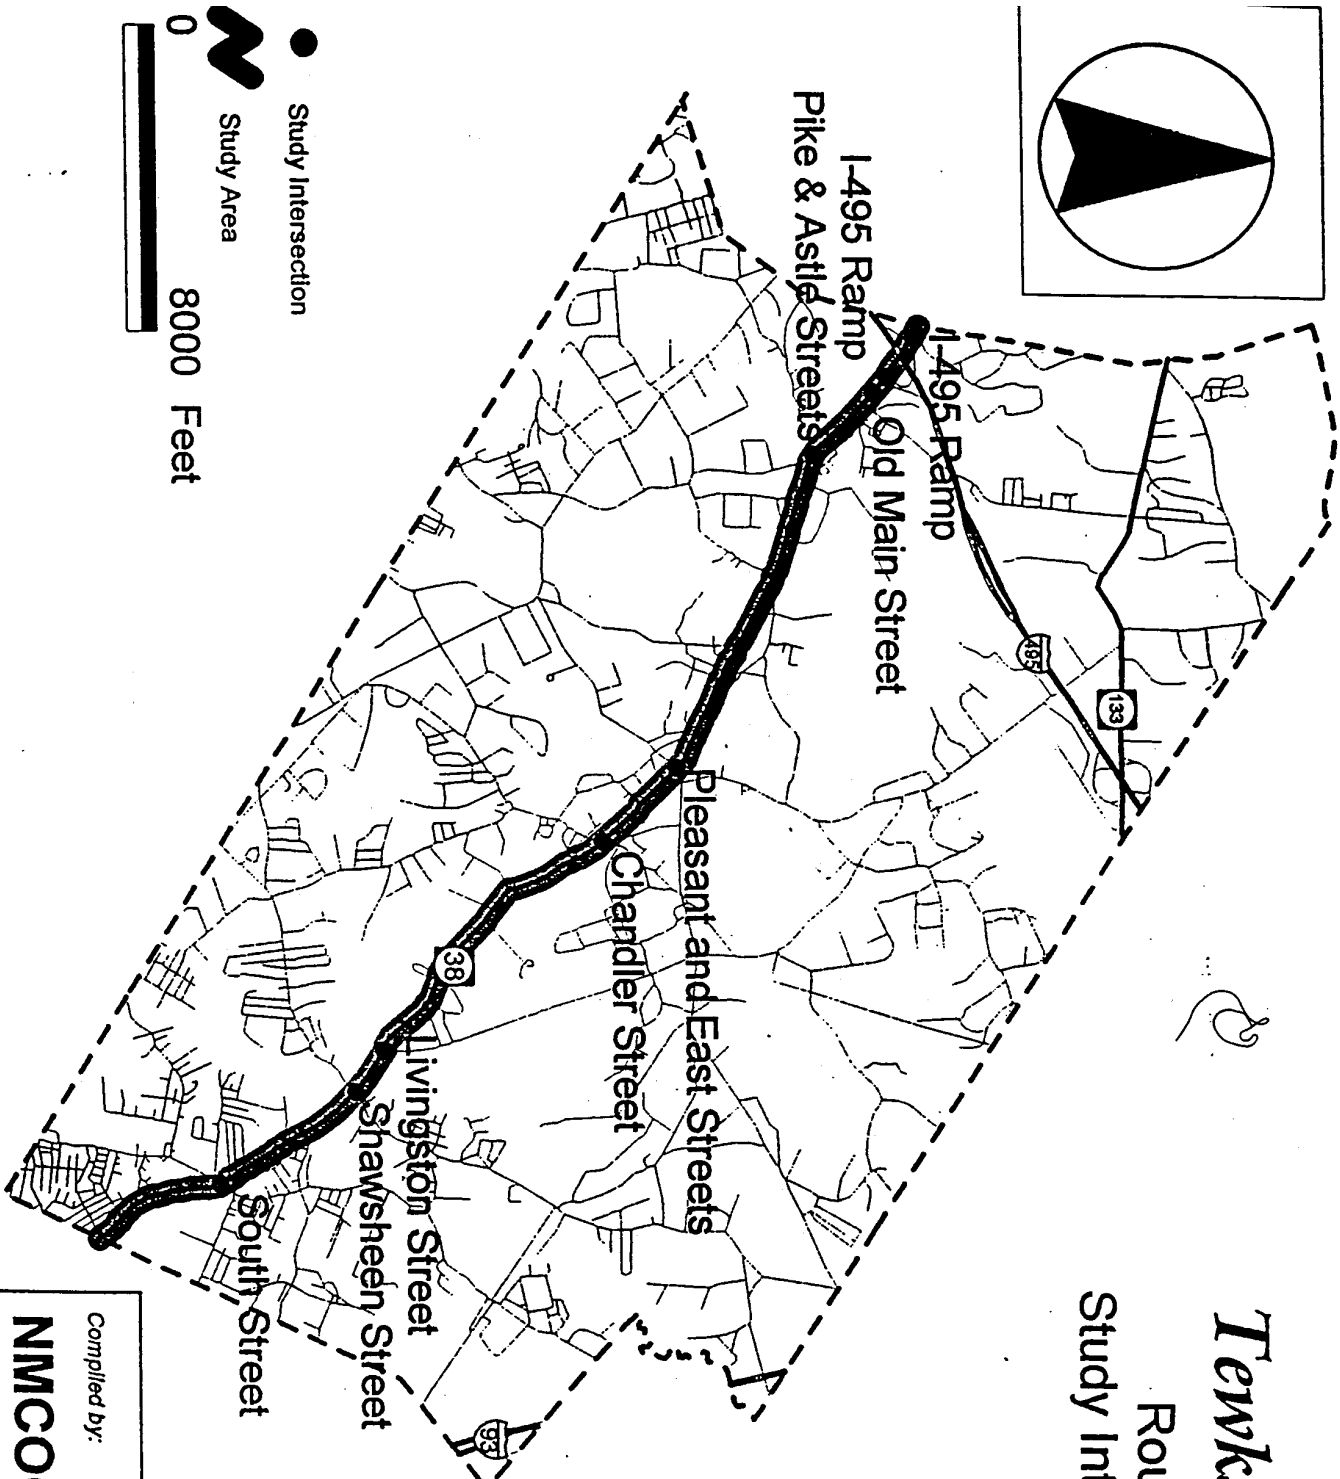 Tewks
Rou
Study Int
I-495 Ramp
Old Main Street
I-495 Ramp
Pike & Astle Streets
495
133
Pleasant and East Streets
Chandler Street
38
Livingston Street
Shawsheen Street
South Street
93
Study Intersection
Study Area
0 8000 Feet
Compiled by:
NMCO